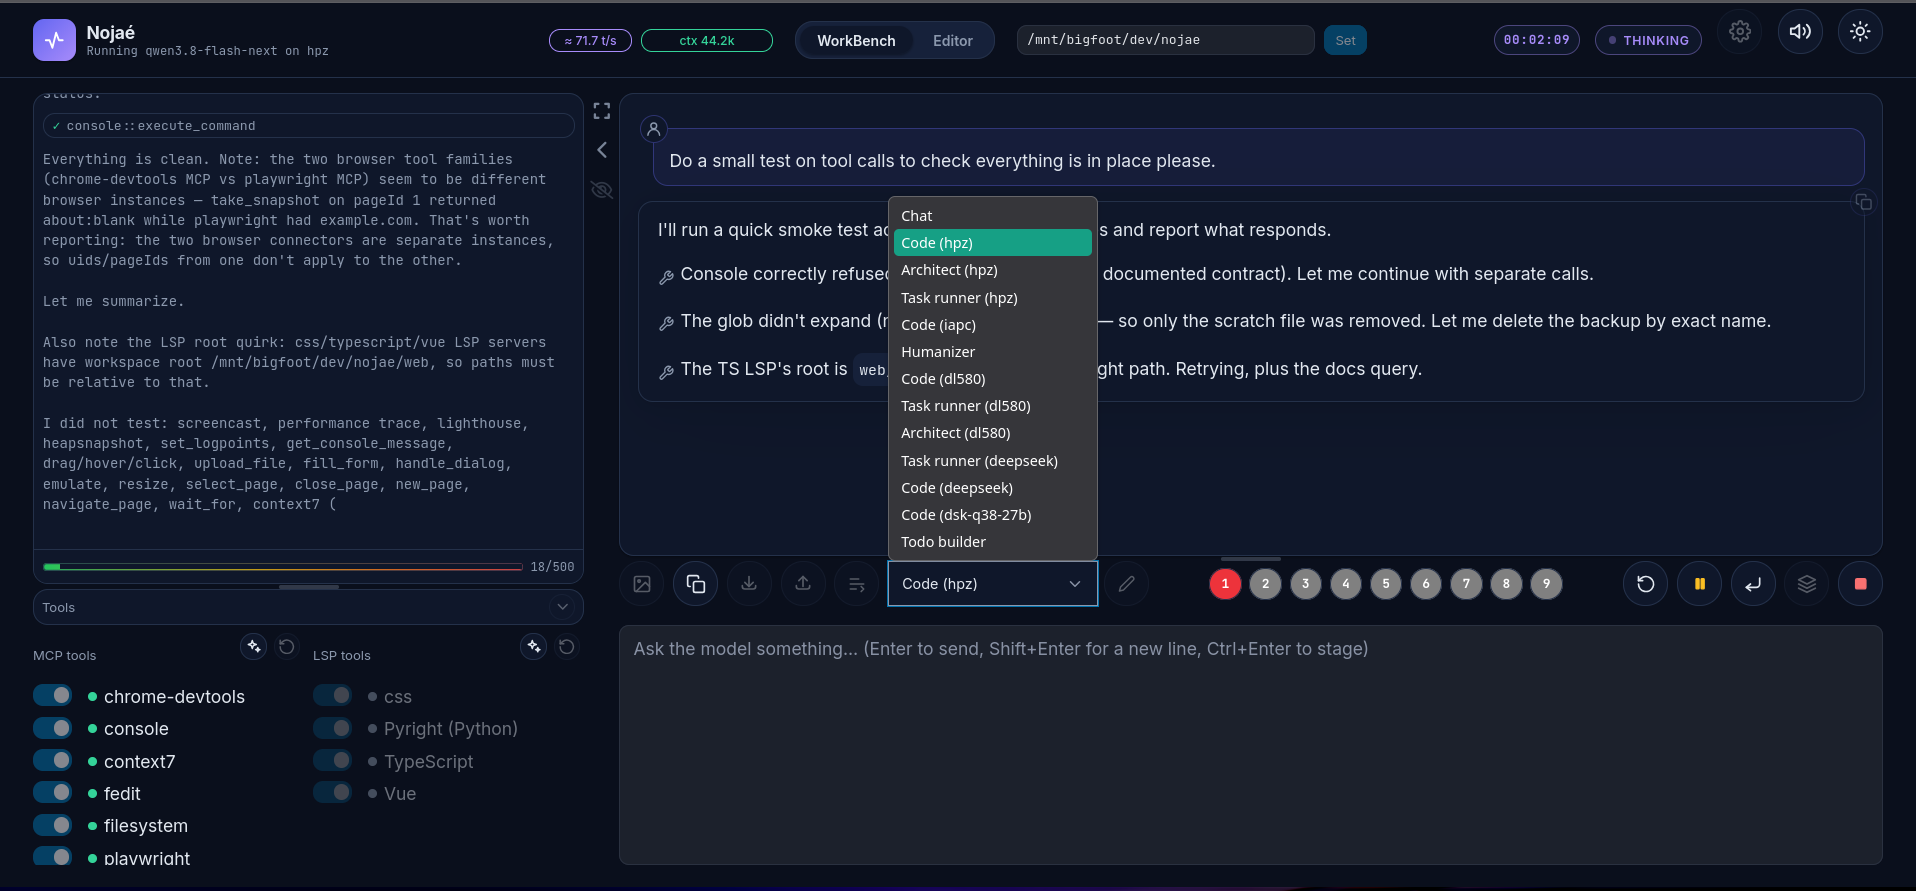 Nojaé
Running qwen3.8-flash-next on hpz
≈ 71.7 t/s
ctx 44.2k
WorkBench
Editor
/mnt/bigfoot/dev/nojae
Set
00:02:09
THINKING
status.
✓ console::execute_command
Everything is clean. Note: the two browser tool families
(chrome-devtools MCP vs playwright MCP) seem to be different
browser instances — take_snapshot on pageId 1 returned
about:blank while playwright had example.com. That's worth
reporting: the two browser connectors are separate instances,
so uids/pageIds from one don't apply to the other.
Let me summarize.
Also note the LSP root quirk: css/typescript/vue LSP servers
have workspace root /mnt/bigfoot/dev/nojae/web, so paths must
be relative to that.
I did not test: screencast, performance trace, lighthouse,
heapsnapshot, set_logpoints, get_console_message,
drag/hover/click, upload_file, fill_form, handle_dialog,
emulate, resize, select_page, close_page, new_page,
navigate_page, wait_for, context7 (
18/500
Tools
MCP tools
chrome-devtools
console
context7
fedit
filesystem
playwright
LSP tools
css
Pyright (Python)
TypeScript
Vue
Do a small test on tool calls to check everything is in place please.
I'll run a quick smoke test ac s and report what responds.
Console correctly refused documented contract). Let me continue with separate calls.
The glob didn't expand (r — so only the scratch file was removed. Let me delete the backup by exact name.
The TS LSP's root is web, ght path. Retrying, plus the docs query.
Chat
Code (hpz)
Architect (hpz)
Task runner (hpz)
Code (iapc)
Humanizer
Code (dl580)
Task runner (dl580)
Architect (dl580)
Task runner (deepseek)
Code (deepseek)
Code (dsk-q38-27b)
Todo builder
Code (hpz)
1 2 3 4 5 6 7 8 9
Ask the model something... (Enter to send, Shift+Enter for a new line, Ctrl+Enter to stage)